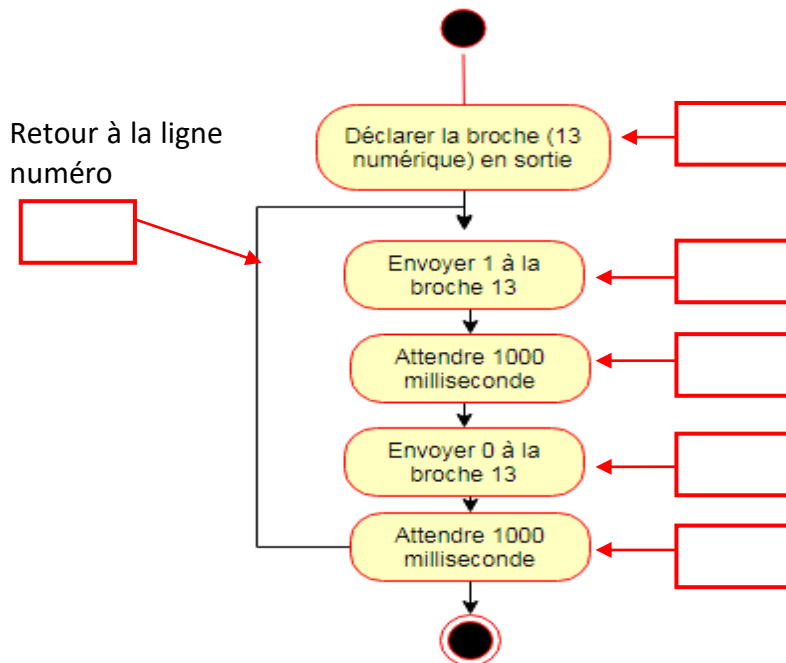 Déclarer la broche (13
numérique) en sortie
Retour à la ligne
numéro
Envoyer 1 à la
broche 13
Attendre 1000
milliseconde
Envoyer 0 à la
broche 13
Attendre 1000
milliseconde